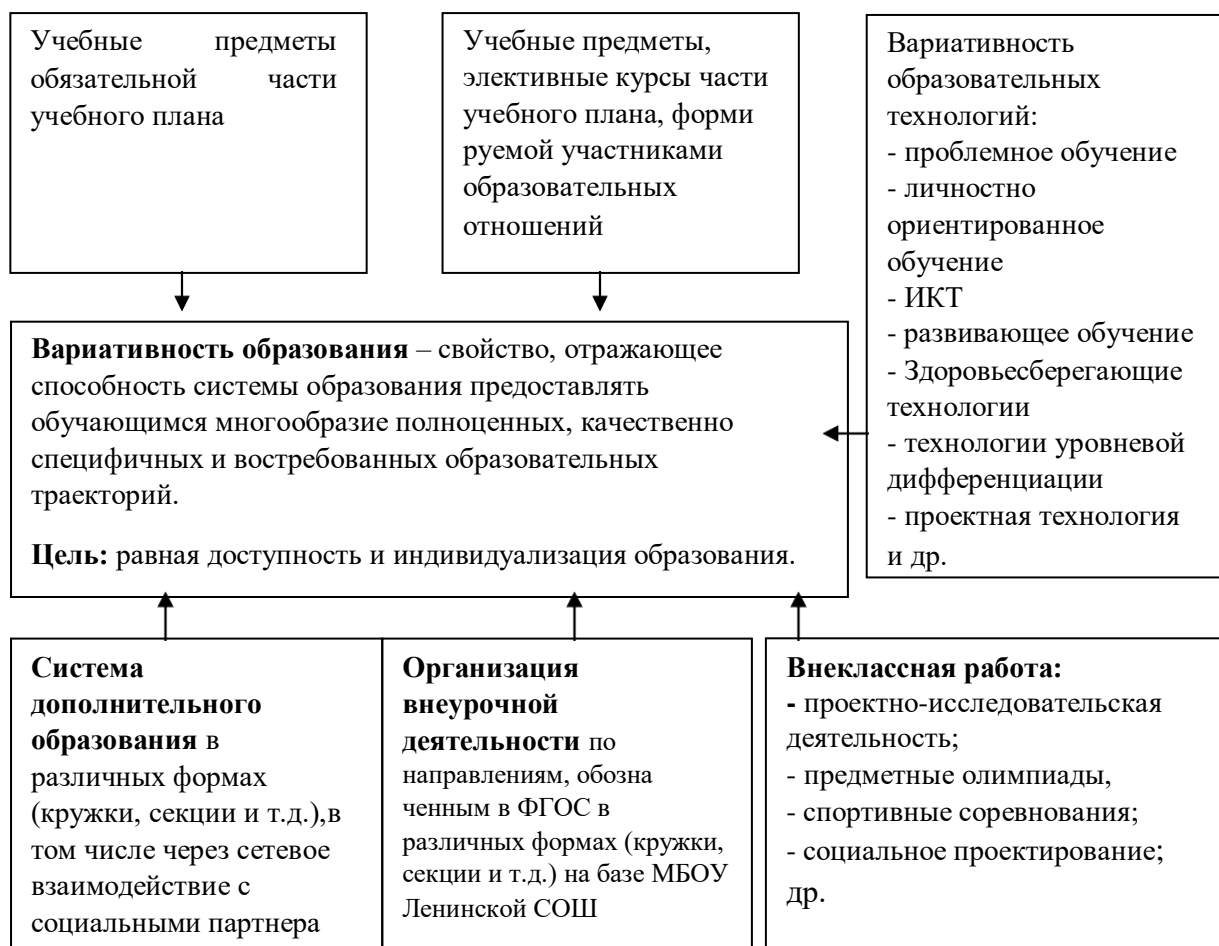 Учебные предметы
обязательной части
учебного плана
Учебные предметы,
элективные курсы части
учебного плана, форми
руемой участниками
образовательных
отношений
Вариативность
образовательных
технологий:
- проблемное обучение
- личностно
ориентированное
обучение
- ИКТ
- развивающее обучение
- Здоровьесберегающие
технологии
- технологии уровневой
дифференциации
- проектная технология
и др.
Вариативность образования – свойство, отражающее
способность системы образования предоставлять
обучающимся многообразие полноценных, качественно
специфичных и востребованных образовательных
траекторий.
Цель: равная доступность и индивидуализация образования.
Система
дополнительного
образования в
различных формах
(кружки, секции и т.д.),в
том числе через сетевое
взаимодействие с
социальными партнера
Организация
внеурочной
деятельности по
направлениям, обозна
ченным в ФГОС в
различных формах (кружки,
секции и т.д.) на базе МБОУ
Ленинской СОШ
Внеклассная работа:
- проектно-исследовательская
деятельность;
- предметные олимпиады,
- спортивные соревнования;
- социальное проектирование;
др.